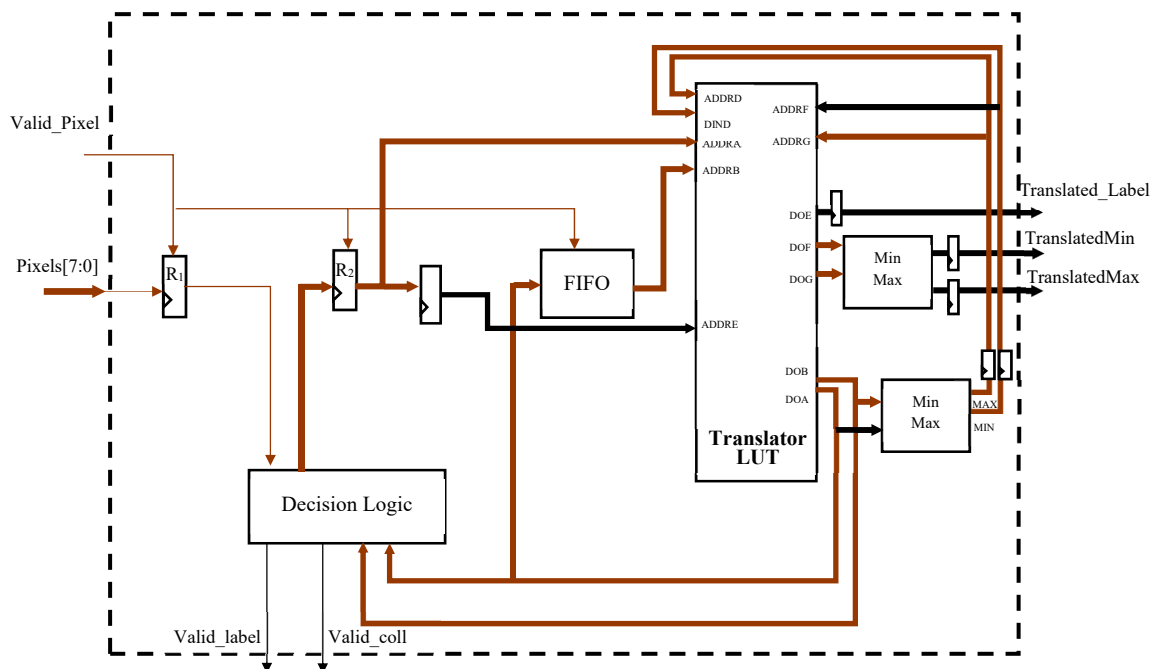 Valid_Pixel
Pixels[7:0]
R1
R2
FIFO
Decision Logic
Valid_label
Valid_coll
ADDRD
DIND
ADDRA
ADDRB
ADDRE
ADDRF
ADDRG
DOE
DOF
DOG
DOB
DOA
Translator
LUT
Min
Max
Min
Max
MAX
MIN
Translated_Label
TranslatedMin
TranslatedMax